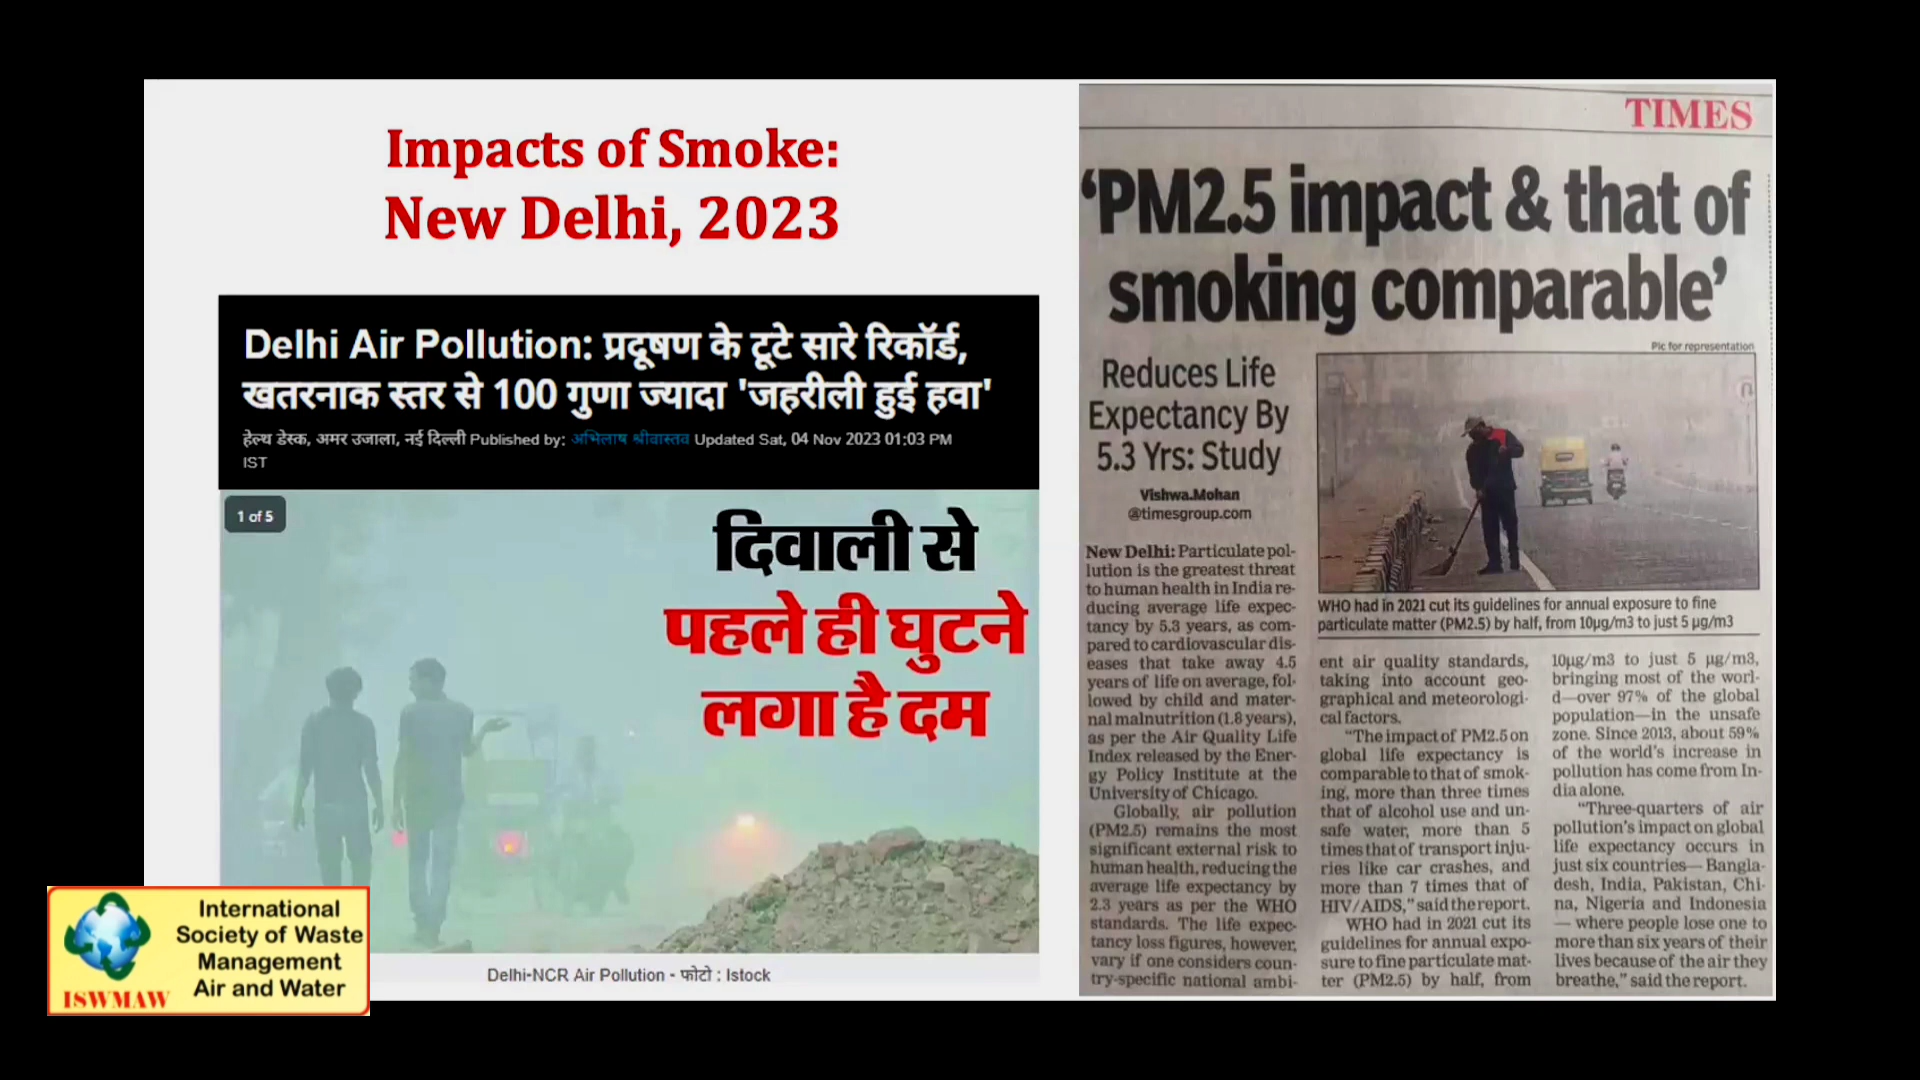 Impacts of Smoke:
New Delhi, 2023
Delhi Air Pollution: प्रदूषण के टूटे सारे रिकॉर्ड,
खतरनाक स्तर से 100 गुणा ज्यादा 'जहरीली हुई हवा'
हेल्थ डेस्क, अमर उजाला, नई दिल्ली Published by: अभिलाष श्रीवास्तव Updated Sat, 04 Nov 2023 01:03 PM
IST
1 of 5
दिवाली से
पहले ही घुटने
लगा है दम
Delhi-NCR Air Pollution - फोटो : Istock
International
Society of Waste
Management
Air and Water
ISWMAW
TIMES
‘PM2.5 impact & that of
smoking comparable’
Pic for representation
Reduces Life
Expectancy By
5.3 Yrs: Study
Vishwa.Mohan
@timesgroup.com
New Delhi: Particulate pol-
lution is the greatest threat
to human health in India re-
ducing average life expec-
tancy by 5.3 years, as com-
pared to cardiovascular dis-
eases that take away 4.5
years of life on average, fol-
lowed by child and mater-
nal malnutrition (1.8 years),
as per the Air Quality Life
Index released by the Ener-
gy Policy Institute at the
University of Chicago.
Globally, air pollution
(PM2.5) remains the most
significant external risk to
human health, reducing the
average life expectancy by
2.3 years as per the WHO
standards. The life expec-
tancy loss figures, however,
vary if one considers coun-
try-specific national ambi-
WHO had in 2021 cut its guidelines for annual exposure to fine
particulate matter (PM2.5) by half, from 10µg/m3 to just 5 µg/m3
ent air quality standards,
taking into account geo-
graphical and meteorologi-
cal factors.
“The impact of PM2.5 on
global life expectancy is
comparable to that of smok-
ing, more than three times
that of alcohol use and un-
safe water, more than 5
times that of transport inju-
ries like car crashes, and
more than 7 times that of
HIV/AIDS,” said the report.
WHO had in 2021 cut its
guidelines for annual expo-
sure to fine particulate mat-
ter (PM2.5) by half, from
10µg/m3 to just 5 µg/m3,
bringing most of the worl-
d—over 97% of the global
population—in the unsafe
zone. Since 2013, about 59%
of the world's increase in
pollution has come from In-
dia alone.
“Three-quarters of air
pollution's impact on global
life expectancy occurs in
just six countries— Bangla-
desh, India, Pakistan, Chi-
na, Nigeria and Indonesia
— where people lose one to
more than six years of their
lives because of the air they
breathe,” said the report.